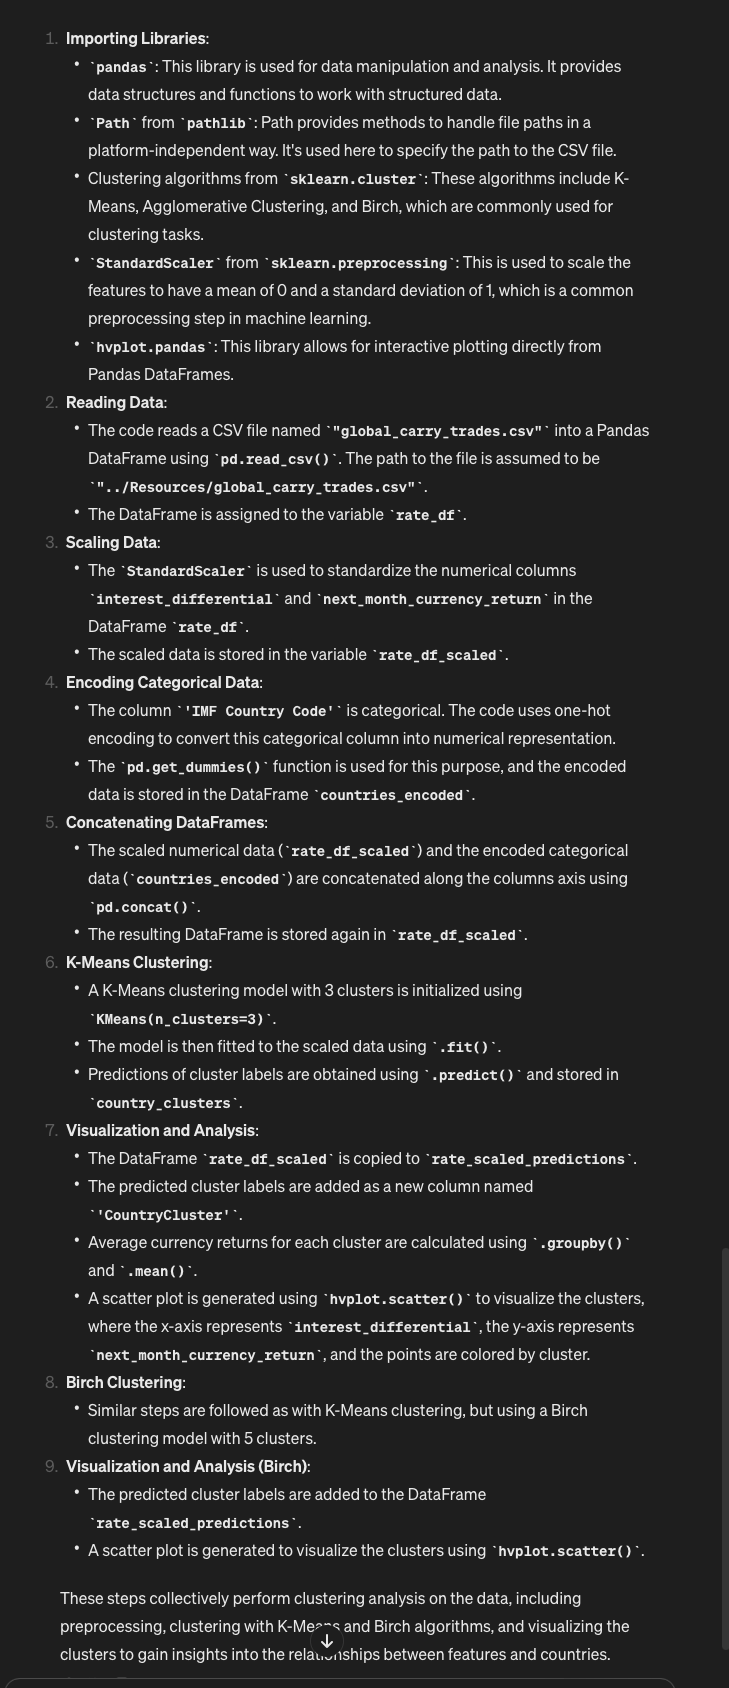 1. Importing Libraries:
• `pandas`: This library is used for data manipulation and analysis. It provides
data structures and functions to work with structured data.
• `Path` from `pathlib`: Path provides methods to handle file paths in a
platform-independent way. It's used here to specify the path to the CSV file.
• Clustering algorithms from `sklearn.cluster`: These algorithms include K-
Means, Agglomerative Clustering, and Birch, which are commonly used for
clustering tasks.
• `StandardScaler` from `sklearn.preprocessing`: This is used to scale the
features to have a mean of 0 and a standard deviation of 1, which is a common
preprocessing step in machine learning.
• `hvplot.pandas`: This library allows for interactive plotting directly from
Pandas DataFrames.
2. Reading Data:
• The code reads a CSV file named `"global_carry_trades.csv"` into a Pandas
DataFrame using `pd.read_csv()`. The path to the file is assumed to be
`"../Resources/global_carry_trades.csv"`.
• The DataFrame is assigned to the variable `rate_df`.
3. Scaling Data:
• The `StandardScaler` is used to standardize the numerical columns
`interest_differential` and `next_month_currency_return` in the
DataFrame `rate_df`.
• The scaled data is stored in the variable `rate_df_scaled`.
4. Encoding Categorical Data:
• The column `'IMF Country Code'` is categorical. The code uses one-hot
encoding to convert this categorical column into numerical representation.
• The `pd.get_dummies()` function is used for this purpose, and the encoded
data is stored in the DataFrame `countries_encoded`.
5. Concatenating DataFrames:
• The scaled numerical data (`rate_df_scaled`) and the encoded categorical
data (`countries_encoded`) are concatenated along the columns axis using
`pd.concat()`.
• The resulting DataFrame is stored again in `rate_df_scaled`.
6. K-Means Clustering:
• A K-Means clustering model with 3 clusters is initialized using
`KMeans(n_clusters=3)`.
• The model is then fitted to the scaled data using `.fit()`.
• Predictions of cluster labels are obtained using `.predict()` and stored in
`country_clusters`.
7. Visualization and Analysis:
• The DataFrame `rate_df_scaled` is copied to `rate_scaled_predictions`.
• The predicted cluster labels are added as a new column named
`'CountryCluster'`.
• Average currency returns for each cluster are calculated using `.groupby()`
and `.mean()`.
• A scatter plot is generated using `hvplot.scatter()` to visualize the clusters,
where the x-axis represents `interest_differential`, the y-axis represents
`next_month_currency_return`, and the points are colored by cluster.
8. Birch Clustering:
• Similar steps are followed as with K-Means clustering, but using a Birch
clustering model with 5 clusters.
9. Visualization and Analysis (Birch):
• The predicted cluster labels are added to the DataFrame
`rate_scaled_predictions`.
• A scatter plot is generated to visualize the clusters using `hvplot.scatter()`.
These steps collectively perform clustering analysis on the data, including
preprocessing, clustering with K-Means and Birch algorithms, and visualizing the
clusters to gain insights into the relationships between features and countries.